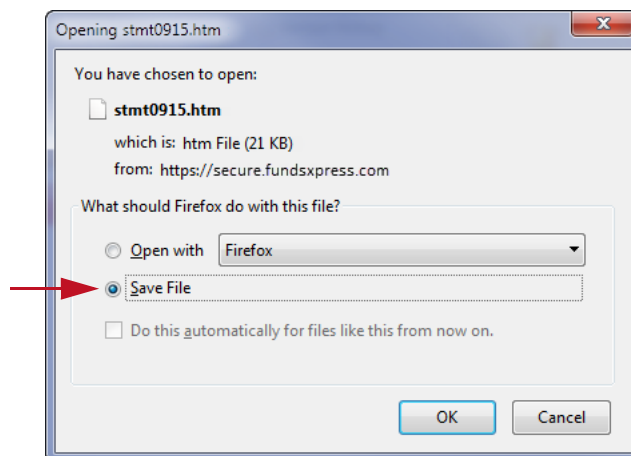 Opening stmt0915.htm
You have chosen to open:
stmt0915.htm
which is: htm File (21 KB)
from: https://secure.fundsxpress.com
What should Firefox do with this file?
Open with Firefox
Save File
Do this automatically for files like this from now on.
OK Cancel